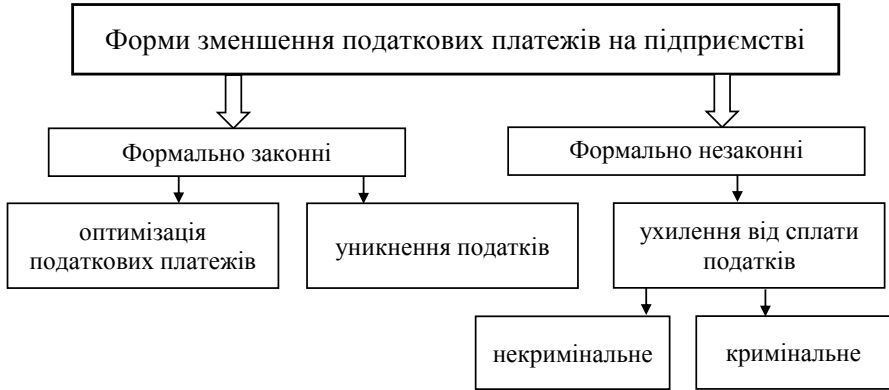 Форми зменшення податкових платежів на підприємстві
Формально законні
Формально незаконні
оптимізація
податкових платежів
уникнення податків
ухилення від сплати
податків
некримінальне
кримінальне